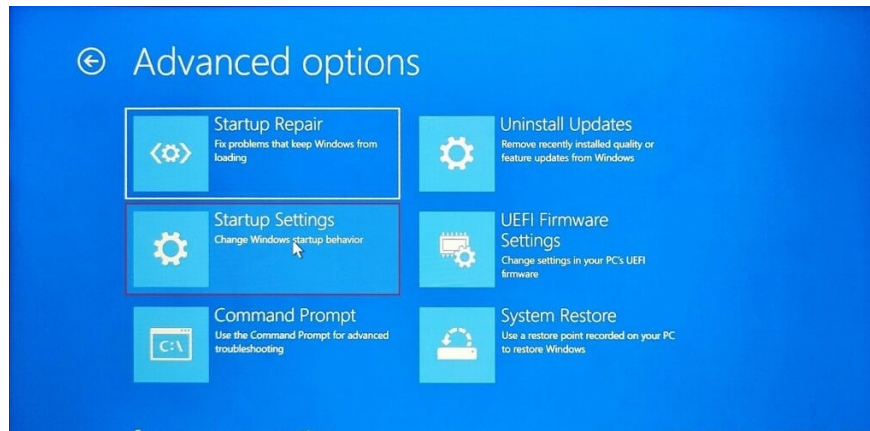 Advanced options
Startup Repair
Fix problems that keep Windows from
loading
Uninstall Updates
Remove recently installed quality or
feature updates from Windows
Startup Settings
Change Windows startup behavior
UEFI Firmware
Settings
Change settings in your PC's UEFI
firmware
Command Prompt
Use the Command Prompt for advanced
troubleshooting
C:\
System Restore
Use a restore point recorded on your PC
to restore Windows